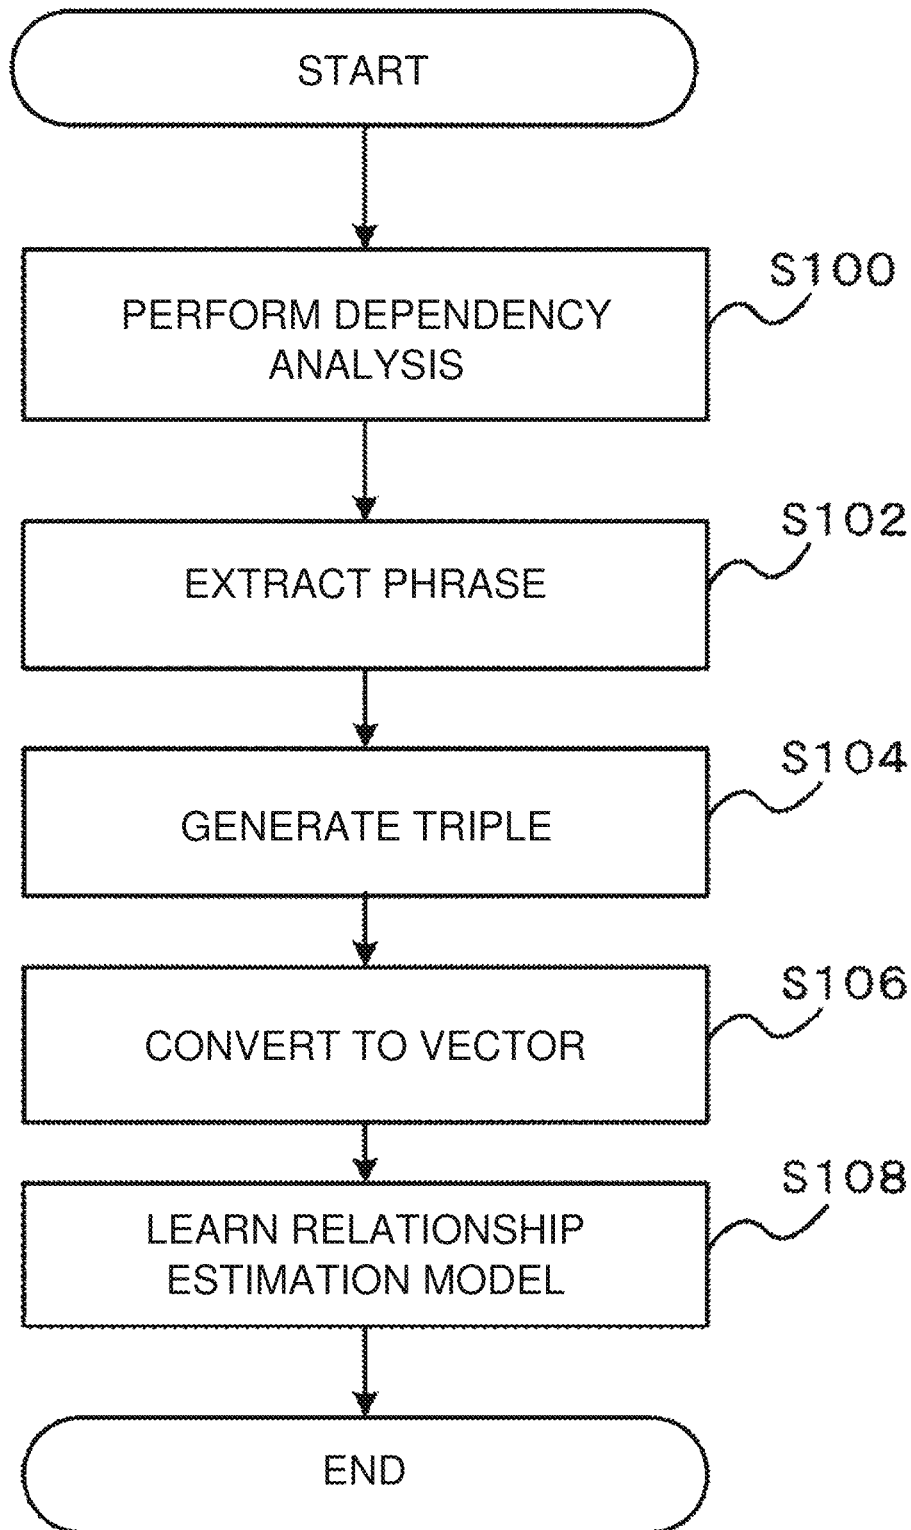 START
S100
PERFORM DEPENDENCY
ANALYSIS
S102
EXTRACT PHRASE
S104
GENERATE TRIPLE
S106
CONVERT TO VECTOR
S108
LEARN RELATIONSHIP
ESTIMATION MODEL
END